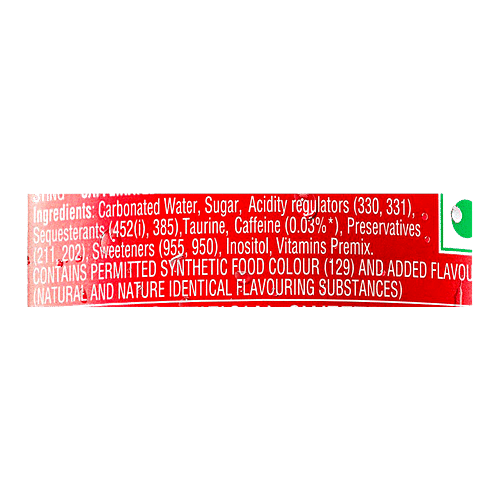 Ingredients: Carbonated Water, Sugar, Acidity regulators (330, 331),
Sequesterants (452(i), 385),Taurine, Caffeine (0.03%*), Preservatives
(211, 202), Sweeteners (955, 950), Inositol, Vitamins Premix.
CONTAINS PERMITTED SYNTHETIC FOOD COLOUR (129) AND ADDED FLAVOU
(NATURAL AND NATURE IDENTICAL FLAVOURING SUBSTANCES)